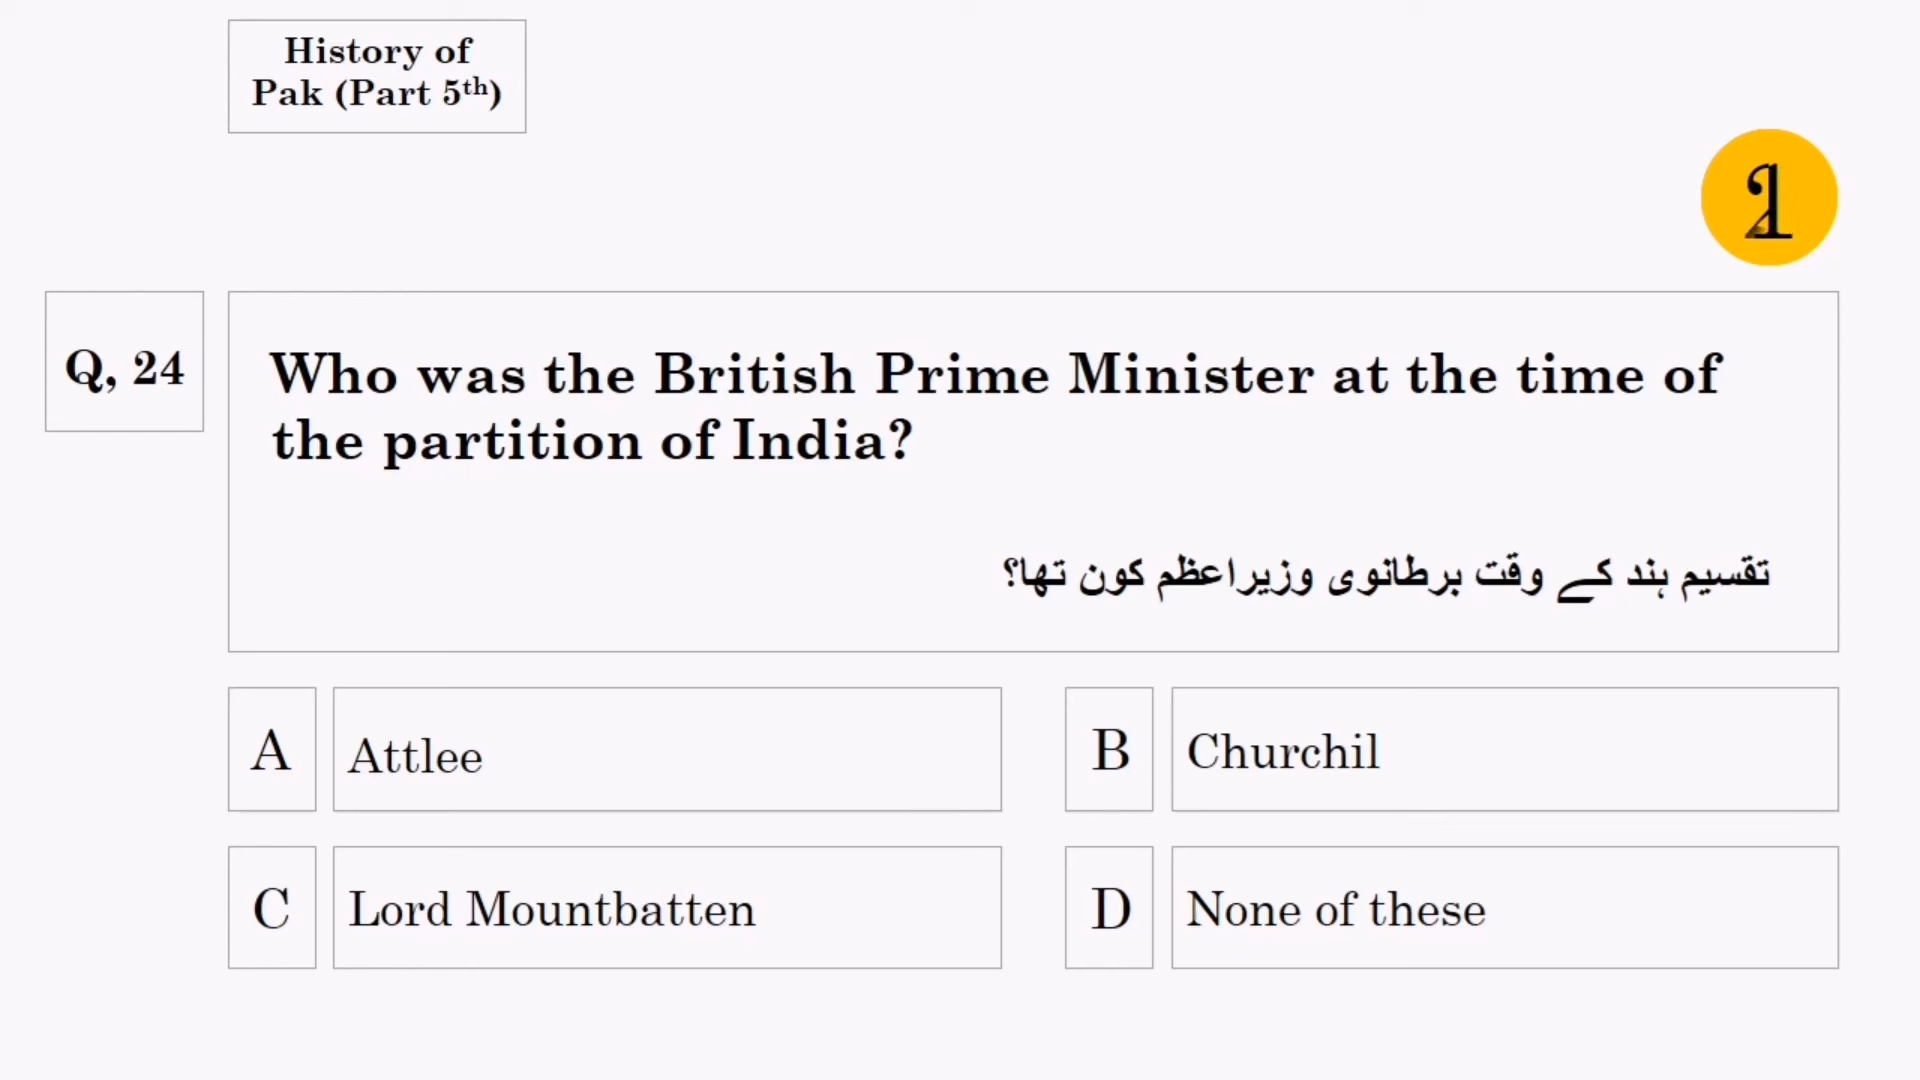 History of
Pak (Part 5th)
Q, 24
Who was the British Prime Minister at the time of
the partition of India?
تقسیم ہند کے وقت برطانوی وزیراعظم کون تھا؟
A
Attlee
B
Churchil
C
Lord Mountbatten
D
None of these